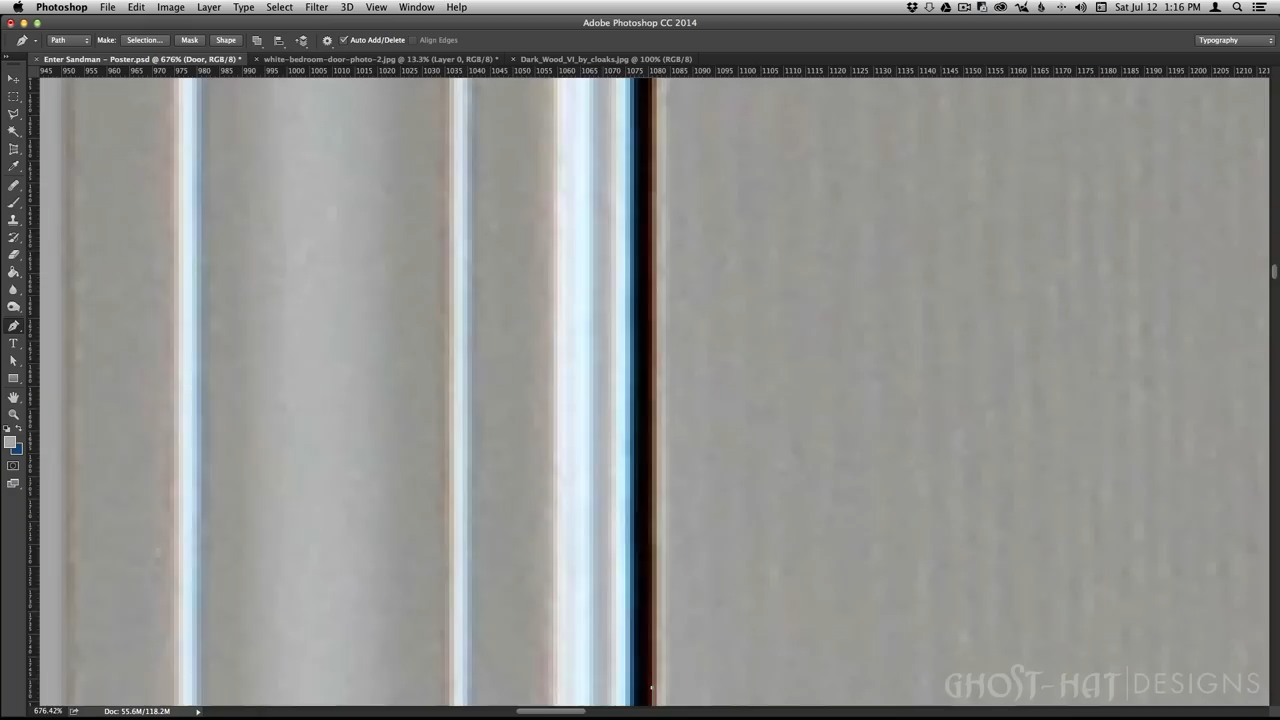 Photoshop File Edit Image Layer Type Select Filter 3D View Window Help Sat Jul 12 1:16 PM
Adobe Photoshop CC 2014
Path Make: Selection... Mask Shape Auto Add/Delete Align Edges Typography
× Enter Sandman – Poster.psd @ 676% (Door, RGB/8) * × white-bedroom-door-photo-2.jpg @ 13.3% (Layer 0, RGB/8) * × Dark_Wood_VI_by_cloaks.jpg @ 100% (RGB/8)
945 950 955 960 965 970 975 980 985 990 995 1000 1005 1010 1015 1020 1025 1030 1035 1040 1045 1050 1055 1060 1065 1070 1075 1080 1085 1090 1095 1100 1105 1110 1115 1120 1125 1130 1135 1140 1145 1150 1155 1160 1165 1170 1175 1180 1185 1190 1195 1200 1205 1210 121
GHOST-HAT|DESIGNS
676.42% Doc: 55.6M/118.2M